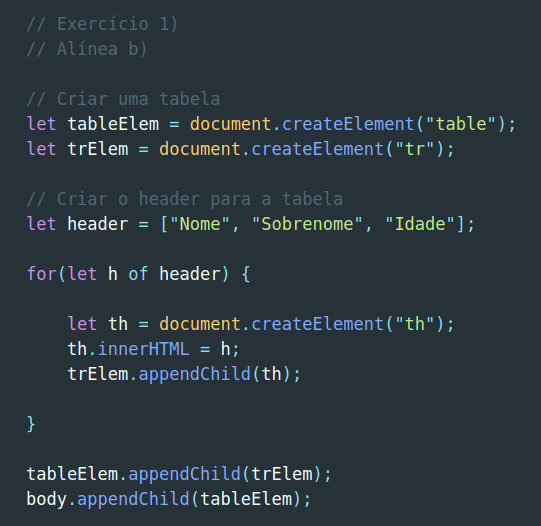 // Exercício 1)
// Alínea b)
// Criar uma tabela
let tableElem = document.createElement("table");
let trElem = document.createElement("tr");
// Criar o header para a tabela
let header = ["Nome", "Sobrenome", "Idade"];
for(let h of header) {
let th = document.createElement("th");
th.innerHTML = h;
trElem.appendChild(th);
}
tableElem.appendChild(trElem);
body.appendChild(tableElem);